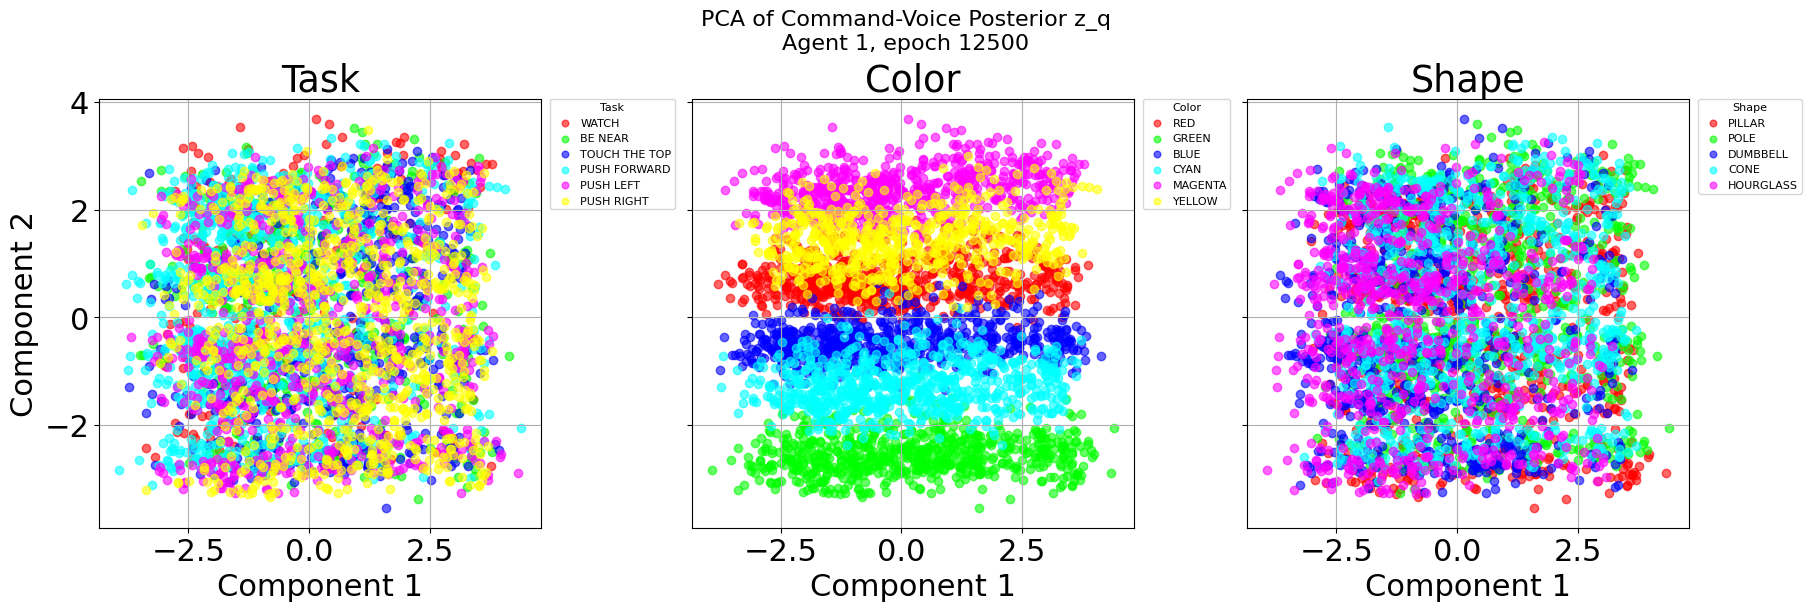 PCA of Command-Voice Posterior z_q
Agent 1, epoch 12500
Task
Color
Shape
Component 2
4
2
0
−2
−2.5 0.0 2.5
Component 1
Task
WATCH
BE NEAR
TOUCH THE TOP
PUSH FORWARD
PUSH LEFT
PUSH RIGHT
−2.5 0.0 2.5
Component 1
Color
RED
GREEN
BLUE
CYAN
MAGENTA
YELLOW
−2.5 0.0 2.5
Component 1
Shape
PILLAR
POLE
DUMBBELL
CONE
HOURGLASS